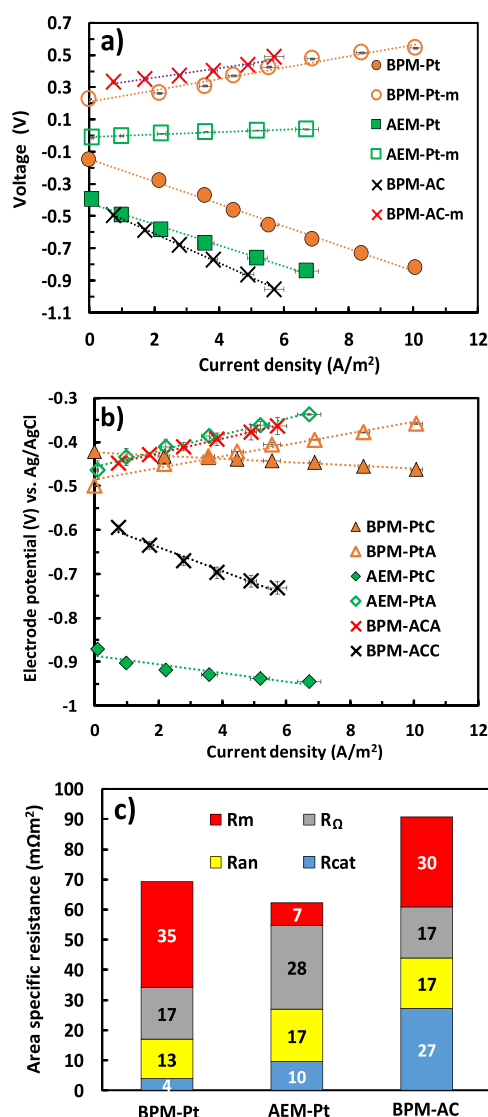 a)
0.7
0.5
0.3
0.1
-0.1
-0.3
-0.5
-0.7
-0.9
-1.1
Voltage (V)
BPM-Pt
BPM-Pt-m
AEM-Pt
AEM-Pt-m
BPM-AC
BPM-AC-m
0 2 4 6 8 10 12
Current density (A/m²)
b)
-0.3
-0.4
-0.5
-0.6
-0.7
-0.8
-0.9
-1
Electrode potential (V) vs. Ag/AgCl
BPM-PtC
BPM-PtA
AEM-PtC
AEM-PtA
BPM-ACA
BPM-ACC
0 2 4 6 8 10 12
Current density (A/m²)
c)
100
90
80
70
60
50
40
30
20
10
0
Area specific resistance (mΩm²)
Rm RΩ
Ran Rcat
35
17
13
4
7
28
17
10
30
17
17
27
BPM-Pt AEM-Pt BPM-AC